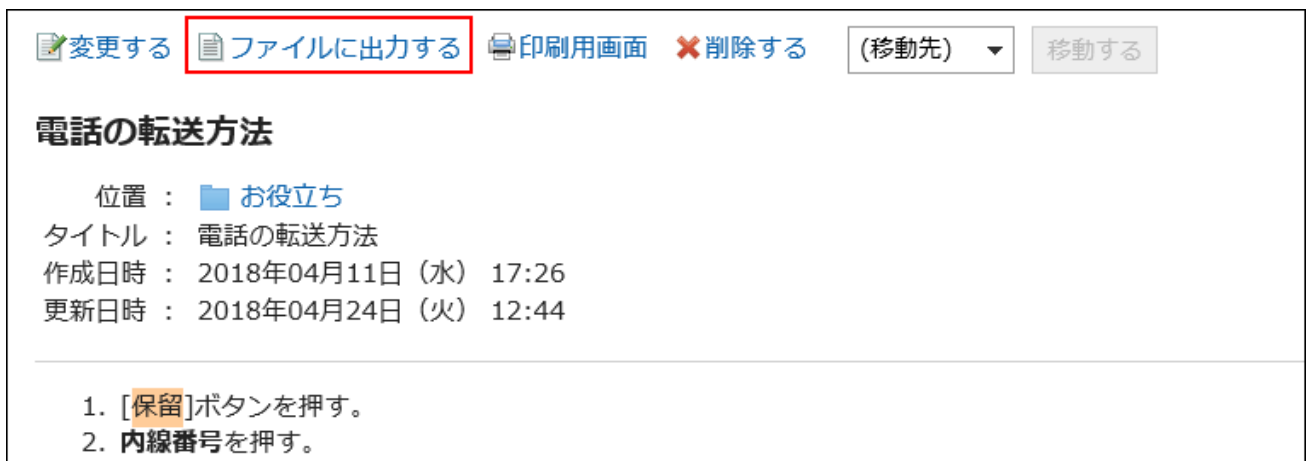 変更する ファイルに出力する 印刷用画面 削除する (移動先) 移動する
電話の転送方法
位置 : お役立ち
タイトル : 電話の転送方法
作成日時 : 2018年04月11日（水） 17:26
更新日時 : 2018年04月24日（火） 12:44
1. [保留]ボタンを押す。
2. 内線番号を押す。